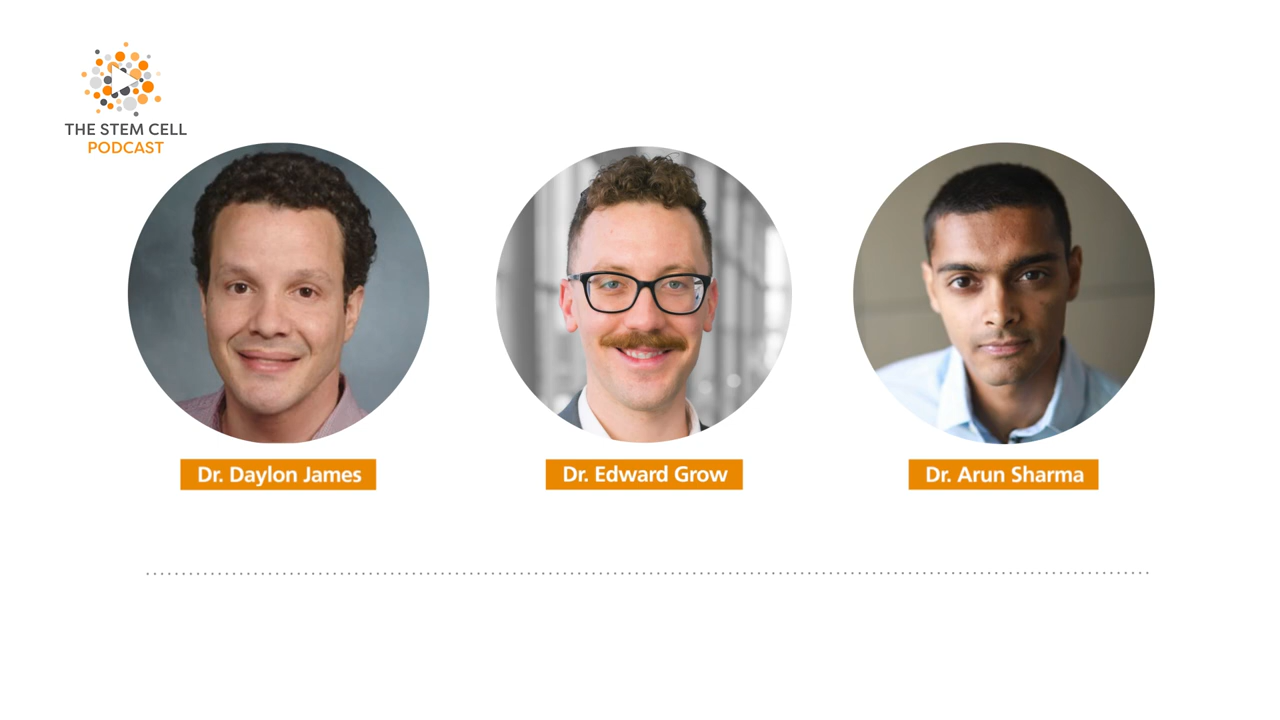 THE STEM CELL
PODCAST
Dr. Daylon James
Dr. Edward Grow
Dr. Arun Sharma